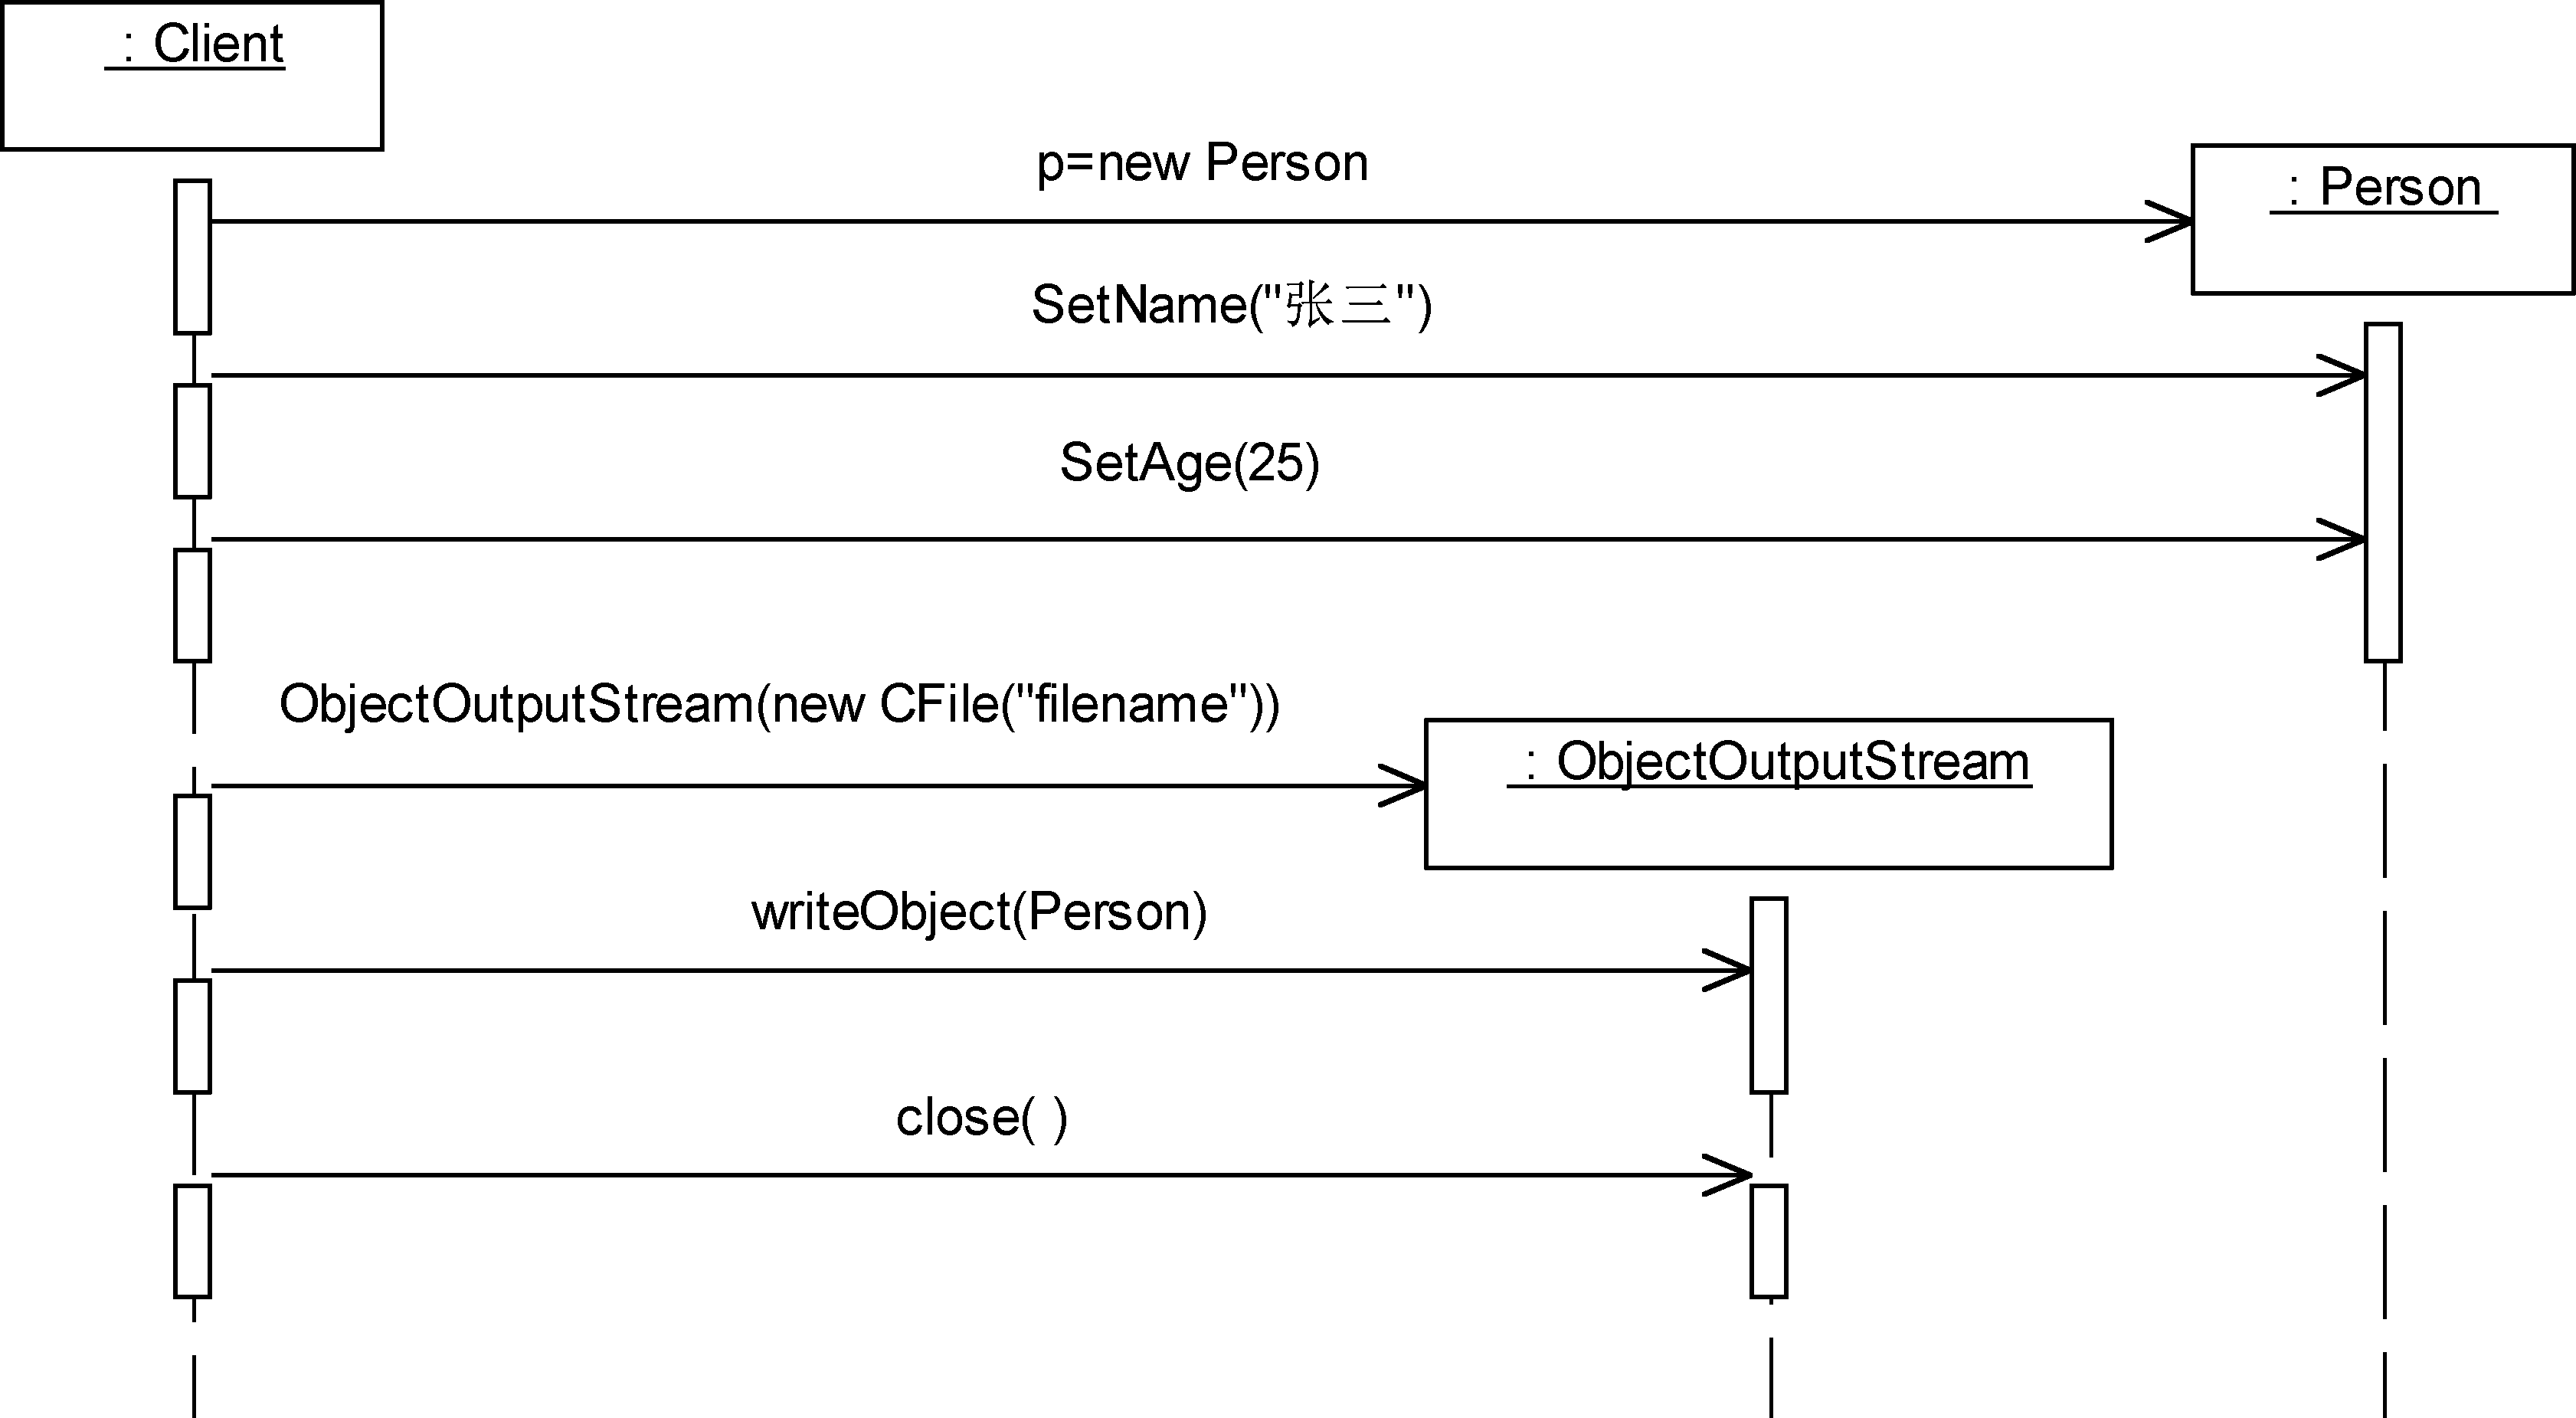 : Client
p=new Person
: Person
SetName("张三")
SetAge(25)
ObjectOutputStream(new CFile("filename"))
: ObjectOutputStream
writeObject(Person)
close( )